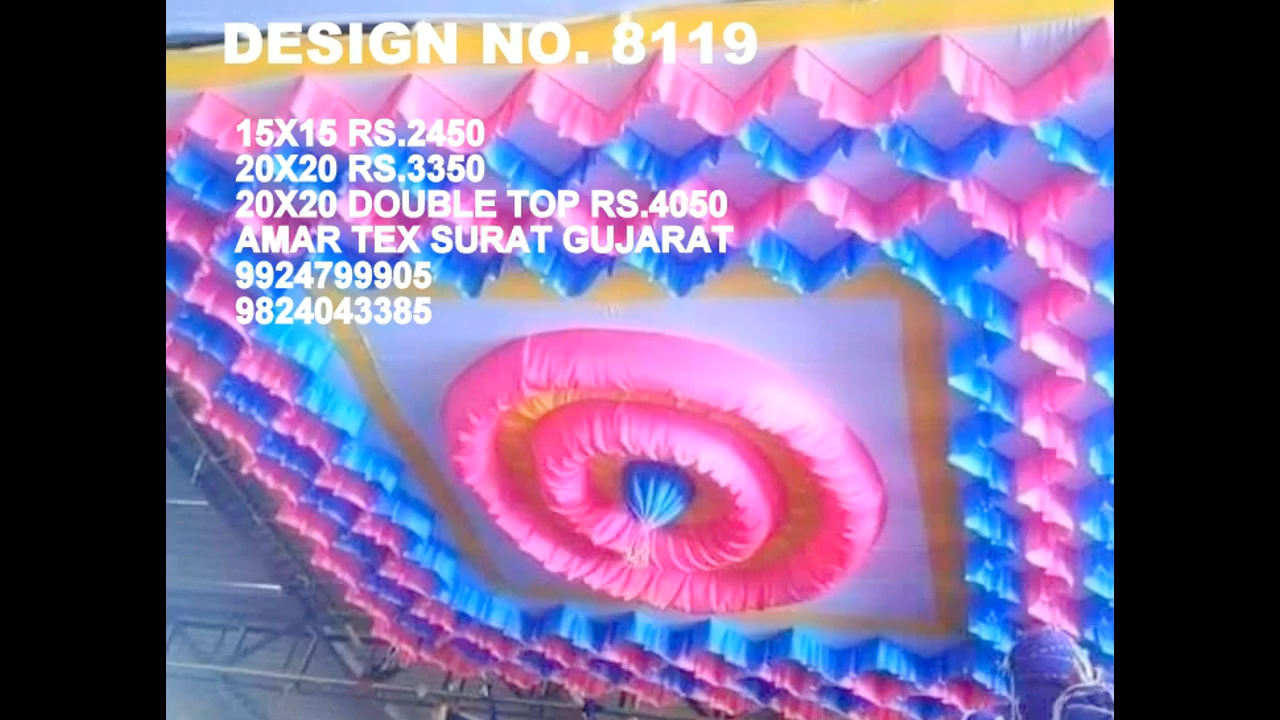 DESIGN NO. 8119
15X15 RS.2450
20X20 RS.3350
20X20 DOUBLE TOP RS.4050
AMAR TEX SURAT GUJARAT
9924799905
9824043385